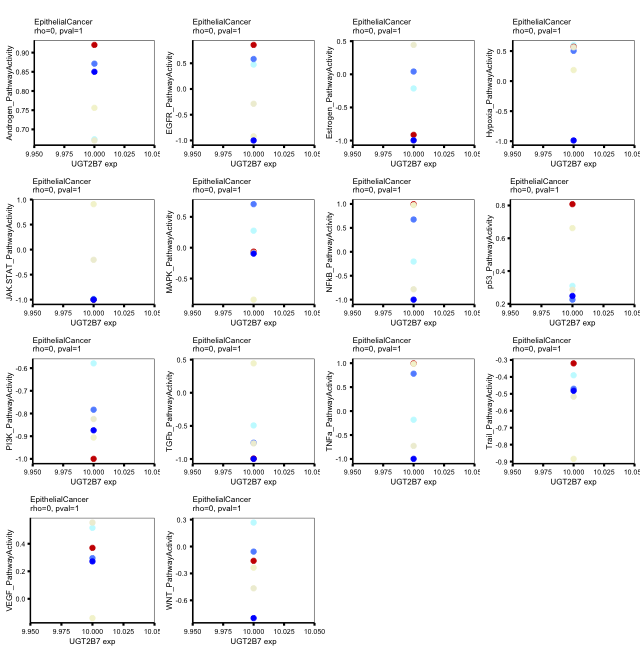 EpithelialCancer
rho=0, pval=1
Androgen_PathwayActivity
0.90
0.85
0.80
0.75
0.70
9.950 9.975 10.000 10.025 10.05
UGT2B7 exp
EpithelialCancer
rho=0, pval=1
EGFR_PathwayActivity
0.5
0.0
-0.5
-1.0
9.950 9.975 10.000 10.025 10.05
UGT2B7 exp
EpithelialCancer
rho=0, pval=1
Estrogen_PathwayActivity
0.5
0.0
-0.5
-1.0
9.950 9.975 10.000 10.025 10.05
UGT2B7 exp
EpithelialCancer
rho=0, pval=1
Hypoxia_PathwayActivity
0.5
0.0
-0.5
-1.0
9.950 9.975 10.000 10.025 10.05
UGT2B7 exp
EpithelialCancer
rho=0, pval=1
JAK.STAT_PathwayActivity
1.0
0.5
0.0
-0.5
-1.0
9.950 9.975 10.000 10.025 10.05
UGT2B7 exp
EpithelialCancer
rho=0, pval=1
MAPK_PathwayActivity
0.5
0.0
-0.5
9.950 9.975 10.000 10.025 10.05
UGT2B7 exp
EpithelialCancer
rho=0, pval=1
NFkB_PathwayActivity
1.0
0.5
0.0
-0.5
-1.0
9.950 9.975 10.000 10.025 10.05
UGT2B7 exp
EpithelialCancer
rho=0, pval=1
p53_PathwayActivity
0.8
0.6
0.4
0.2
9.950 9.975 10.000 10.025 10.05
UGT2B7 exp
EpithelialCancer
rho=0, pval=1
PI3K_PathwayActivity
-0.6
-0.7
-0.8
-0.9
-1.0
9.950 9.975 10.000 10.025 10.05
UGT2B7 exp
EpithelialCancer
rho=0, pval=1
TGFb_PathwayActivity
0.5
0.0
-0.5
-1.0
9.950 9.975 10.000 10.025 10.05
UGT2B7 exp
EpithelialCancer
rho=0, pval=1
TNFa_PathwayActivity
1.0
0.5
0.0
-0.5
-1.0
9.950 9.975 10.000 10.025 10.05
UGT2B7 exp
EpithelialCancer
rho=0, pval=1
Trail_PathwayActivity
-0.3
-0.4
-0.5
-0.6
-0.7
-0.8
-0.9
9.950 9.975 10.000 10.025 10.05
UGT2B7 exp
EpithelialCancer
rho=0, pval=1
VEGF_PathwayActivity
0.4
0.2
0.0
9.950 9.975 10.000 10.025 10.05
UGT2B7 exp
EpithelialCancer
rho=0, pval=1
WNT_PathwayActivity
0.3
0.0
-0.3
-0.6
9.950 9.975 10.000 10.025 10.050
UGT2B7 exp